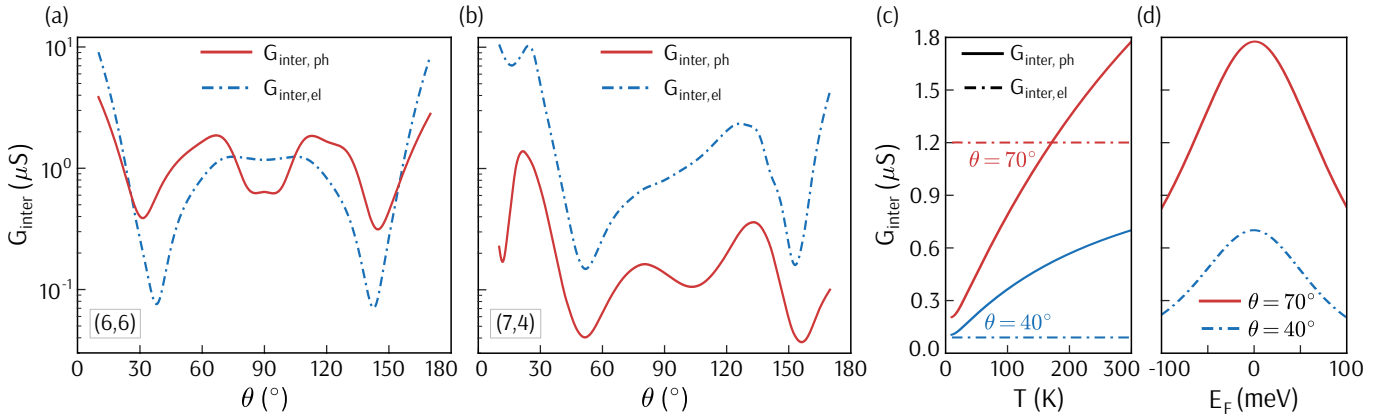 (a)
(b)
(c)
(d)
G_inter (μS)
10^1
10^0
10^-1
G_inter, ph
G_inter,el
(6,6)
0 30 60 90 120 150 180
θ (°)
G_inter, ph
G_inter,el
(7,4)
0 30 60 90 120 150 180
θ (°)
G_inter (μS)
1.8
1.5
1.2
0.9
0.6
0.3
0.0
G_inter, ph
G_inter,el
θ = 70°
θ = 40°
0 100 200 300
T (K)
θ = 70°
θ = 40°
-100 0 100
E_F (meV)